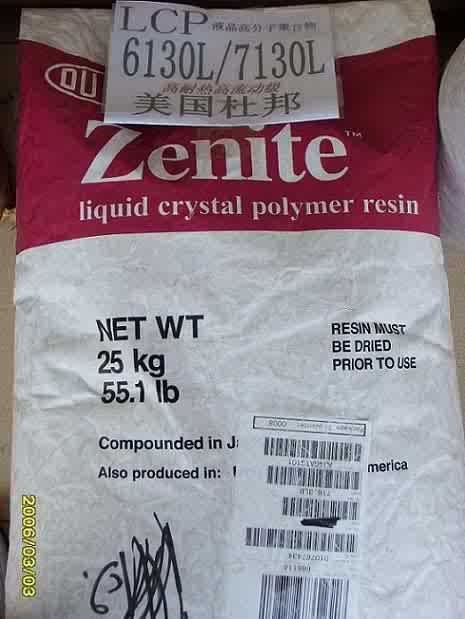 LCP 液晶高分子聚合物
6130L/7130L
高耐热高流动级
美国杜邦
DU
Zenite™
liquid crystal polymer resin
NET WT
25 kg
55.1 lb
RESIN MUST
BE DRIED
PRIOR TO USE
Compounded in J
Also produced in:
merica
2006/03/03